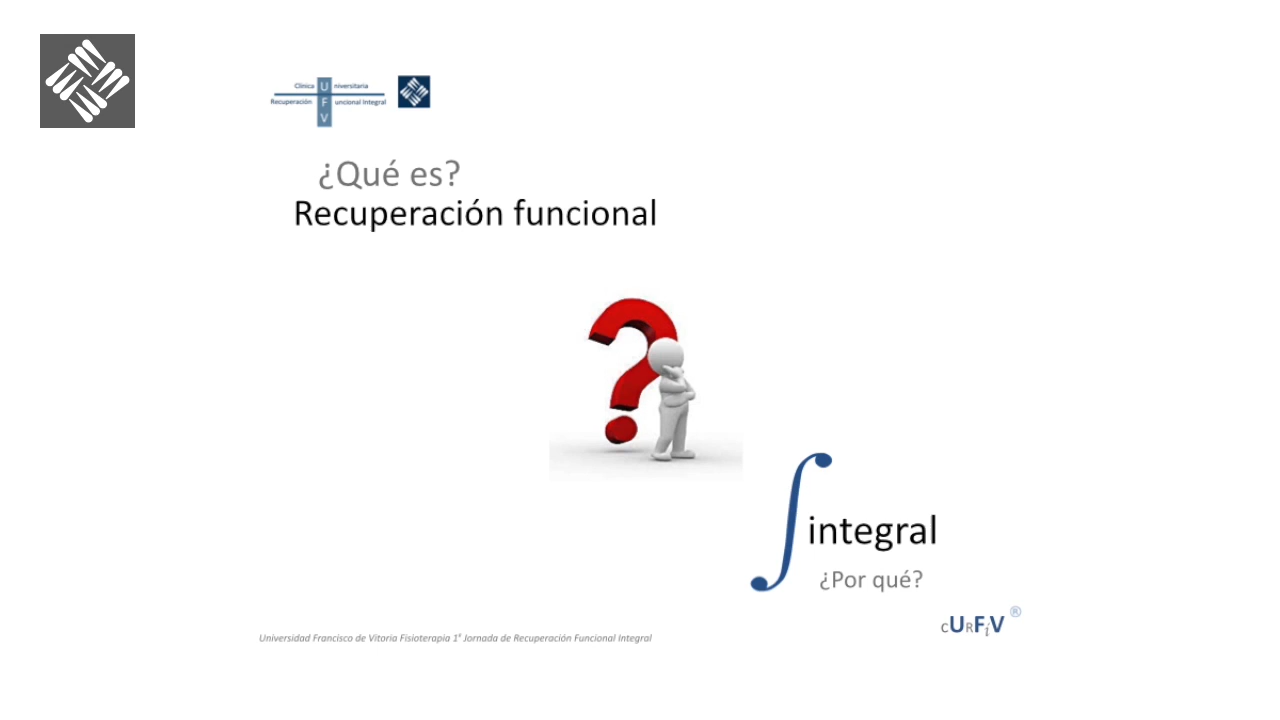 Clínica Universitaria
Recuperación Funcional Integral
V
¿Qué es?
Recuperación funcional
integral
¿Por qué?
cURFiV®
Universidad Francisco de Vitoria Fisioterapia 1ª Jornada de Recuperación Funcional Integral